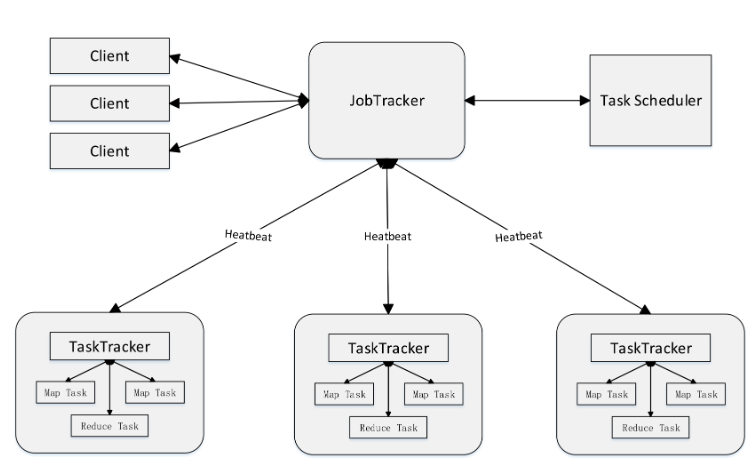 Client
Client
Client
JobTracker
Task Scheduler
Heatbeat
Heatbeat
Heatbeat
TaskTracker
Map Task
Map Task
Reduce Task
TaskTracker
Map Task
Map Task
Reduce Task
TaskTracker
Map Task
Map Task
Reduce Task